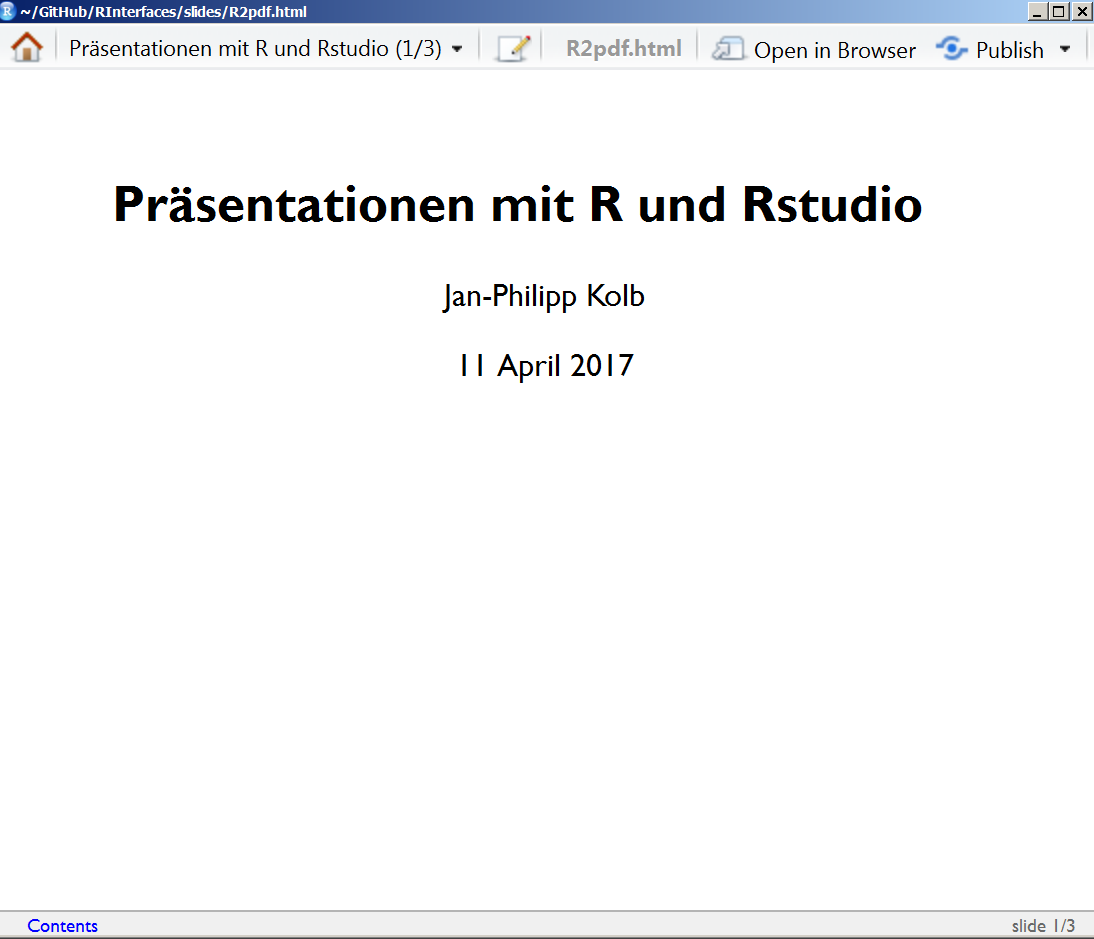 ~/GitHub/RInterfaces/slides/R2pdf.html
Präsentationen mit R und Rstudio (1/3) R2pdf.html Open in Browser Publish
Präsentationen mit R und Rstudio
Jan-Philipp Kolb
11 April 2017
Contents slide 1/3